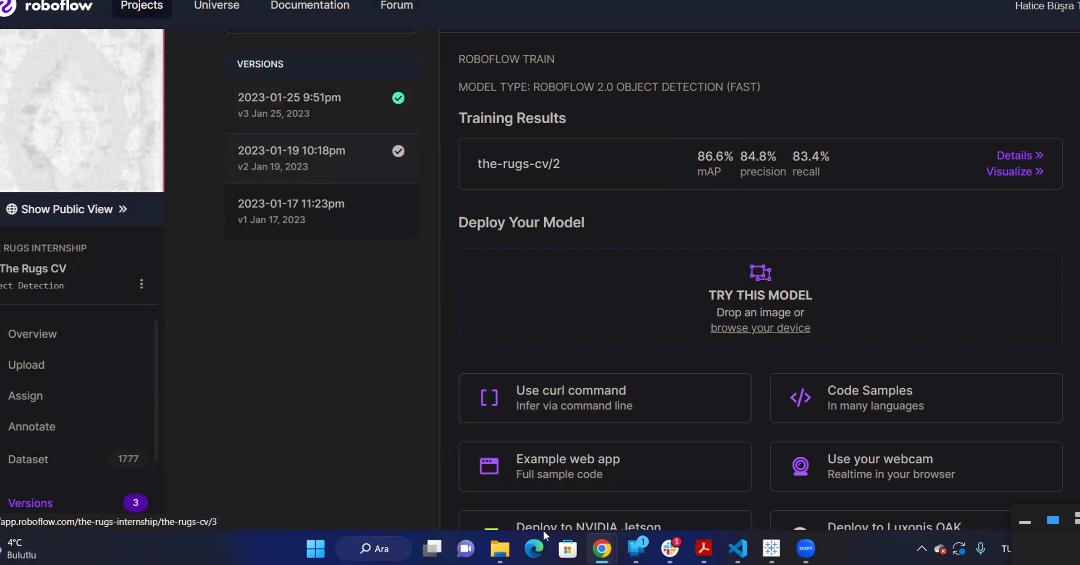 roboflow
Projects
Universe
Documentation
Forum
Hatice Büşra
VERSIONS
2023-01-25 9:51pm
v3 Jan 25, 2023
2023-01-19 10:18pm
v2 Jan 19, 2023
2023-01-17 11:23pm
v1 Jan 17, 2023
Show Public View »
RUGS INTERNSHIP
The Rugs CV
ect Detection
Overview
Upload
Assign
Annotate
Dataset 1777
Versions 3
app.roboflow.com/the-rugs-internship/the-rugs-cv/3
ROBOFLOW TRAIN
MODEL TYPE: ROBOFLOW 2.0 OBJECT DETECTION (FAST)
Training Results
the-rugs-cv/2
86.6% 84.8% 83.4%
mAP precision recall
Details »
Visualize »
Deploy Your Model
TRY THIS MODEL
Drop an image or
browse your device
Use curl command
Infer via command line
Code Samples
In many languages
</>
Example web app
Full sample code
Use your webcam
Realtime in your browser
Deploy to NVIDIA Jetson
Deploy to Luxonis OAK
4°C
Bulutlu
Ara
1
1
zoom
TU